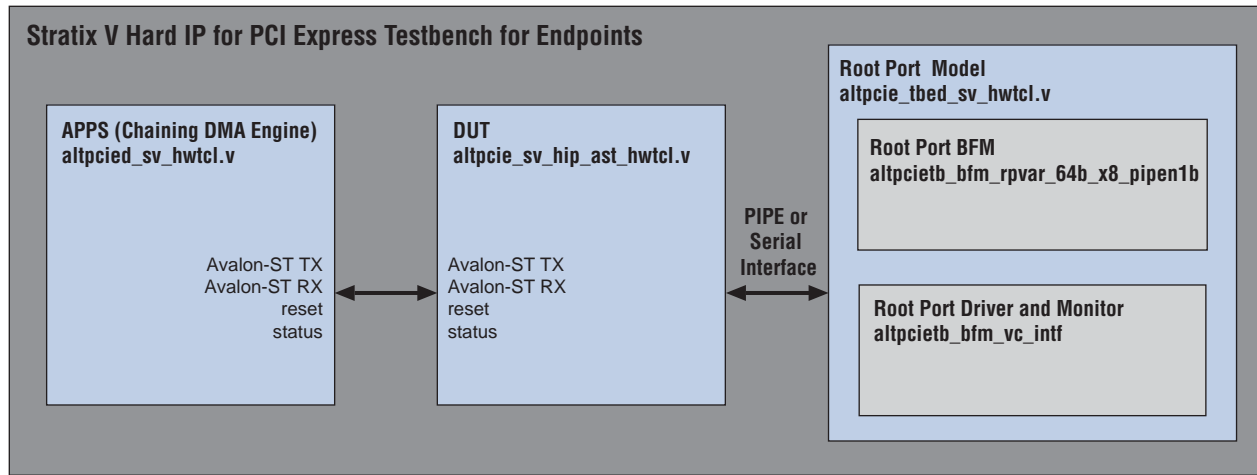 Stratix V Hard IP for PCI Express Testbench for Endpoints
APPS (Chaining DMA Engine)
altpcied_sv_hwtcl.v
Avalon-ST TX
Avalon-ST RX
reset
status
DUT
altpcie_sv_hip_ast_hwtcl.v
Avalon-ST TX
Avalon-ST RX
reset
status
PIPE or
Serial
Interface
Root Port Model
altpcie_tbed_sv_hwtcl.v
Root Port BFM
altpcietb_bfm_rpvar_64b_x8_pipen1b
Root Port Driver and Monitor
altpcietb_bfm_vc_intf